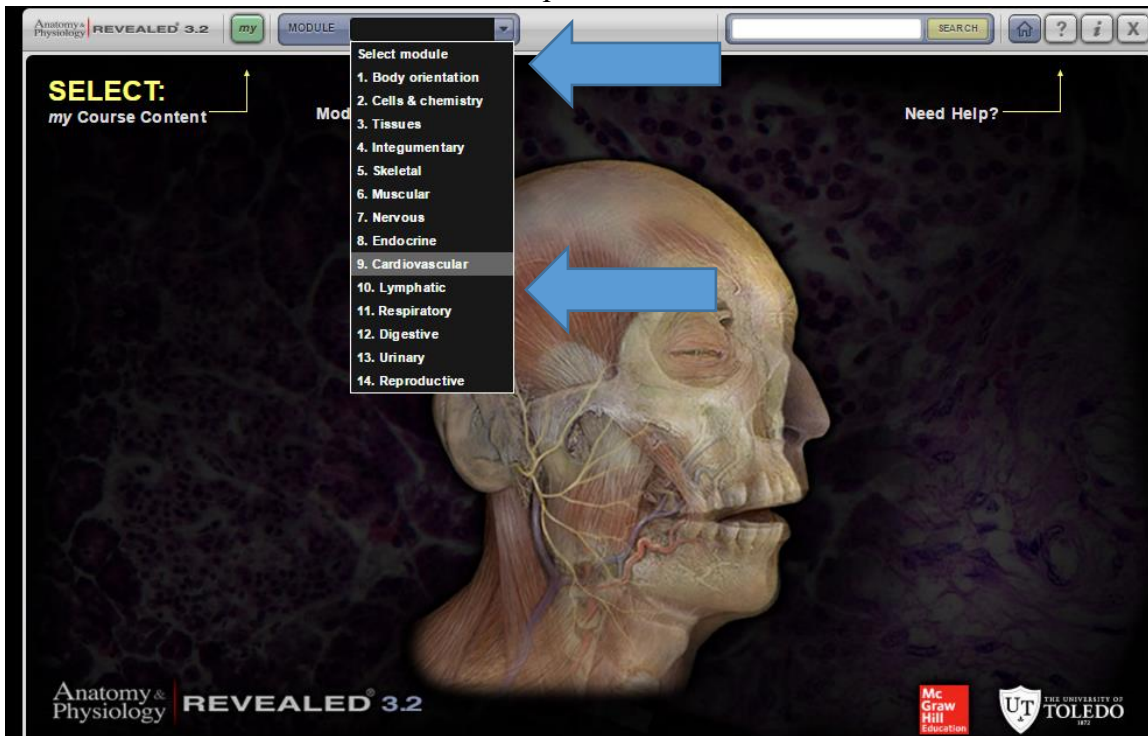 Anatomy &
Physiology REVEALED® 3.2
my
MODULE
SEARCH
?
i
X
Select module
1. Body orientation
2. Cells & chemistry
3. Tissues
4. Integumentary
5. Skeletal
6. Muscular
7. Nervous
8. Endocrine
9. Cardiovascular
10. Lymphatic
11. Respiratory
12. Digestive
13. Urinary
14. Reproductive
SELECT:
my Course Content
Mod
Need Help?
Anatomy &
Physiology REVEALED® 3.2
Mc
Graw
Hill
Education
UT
THE UNIVERSITY OF
TOLEDO
1872